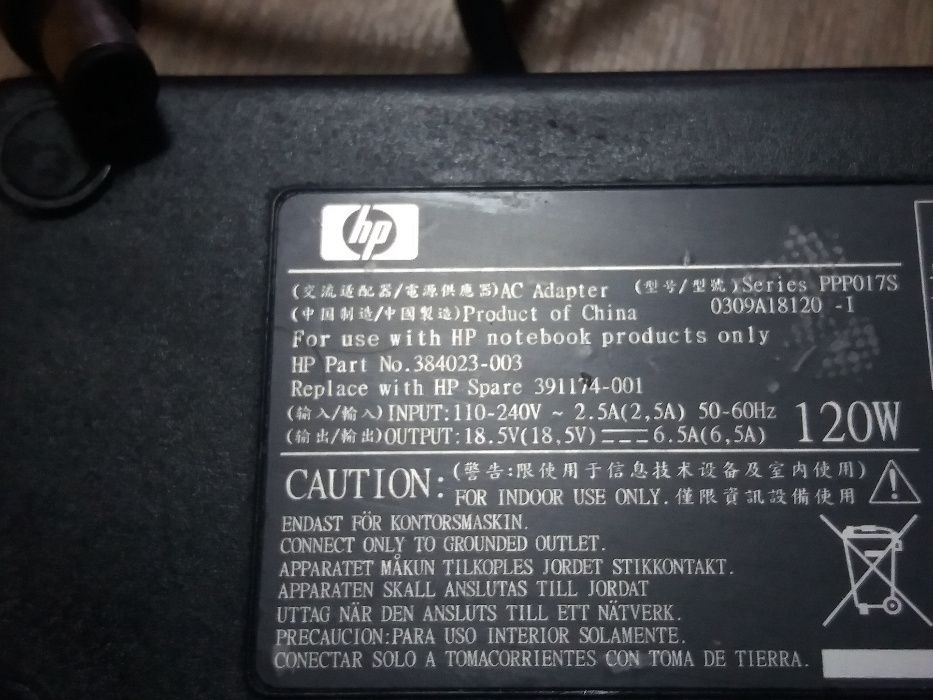 hp
(交流适配器/電源供應器)AC Adapter (型号/型號)Series PPP017S
(中国制造/中國製造)Product of China 0309A18120 -I
For use with HP notebook products only
HP Part No.384023-003
Replace with HP Spare 391174-001
(输入/輸入)INPUT:110-240V ~ 2.5A(2,5A) 50-60Hz
(输出/輸出)OUTPUT:18.5V(18,5V)⎓6.5A(6,5A) 120W
CAUTION:(警告:限使用于信息技术设备及室内使用)
FOR INDOOR USE ONLY.僅限資訊設備使用
ENDAST FÖR KONTORSMASKIN.
CONNECT ONLY TO GROUNDED OUTLET.
APPARATET MÅKUN TILKOPLES JORDET STIKKONTAKT.
APPARATEN SKALL ANSLUTAS TILL JORDAT
UTTAG NÄR DEN ANSLUTS TILL ETT NÄTVERK.
PRECAUCION:PARA USO INTERIOR SOLAMENTE.
CONECTAR SOLO A TOMACORRIENTES CON TOMA DE TIERRA.